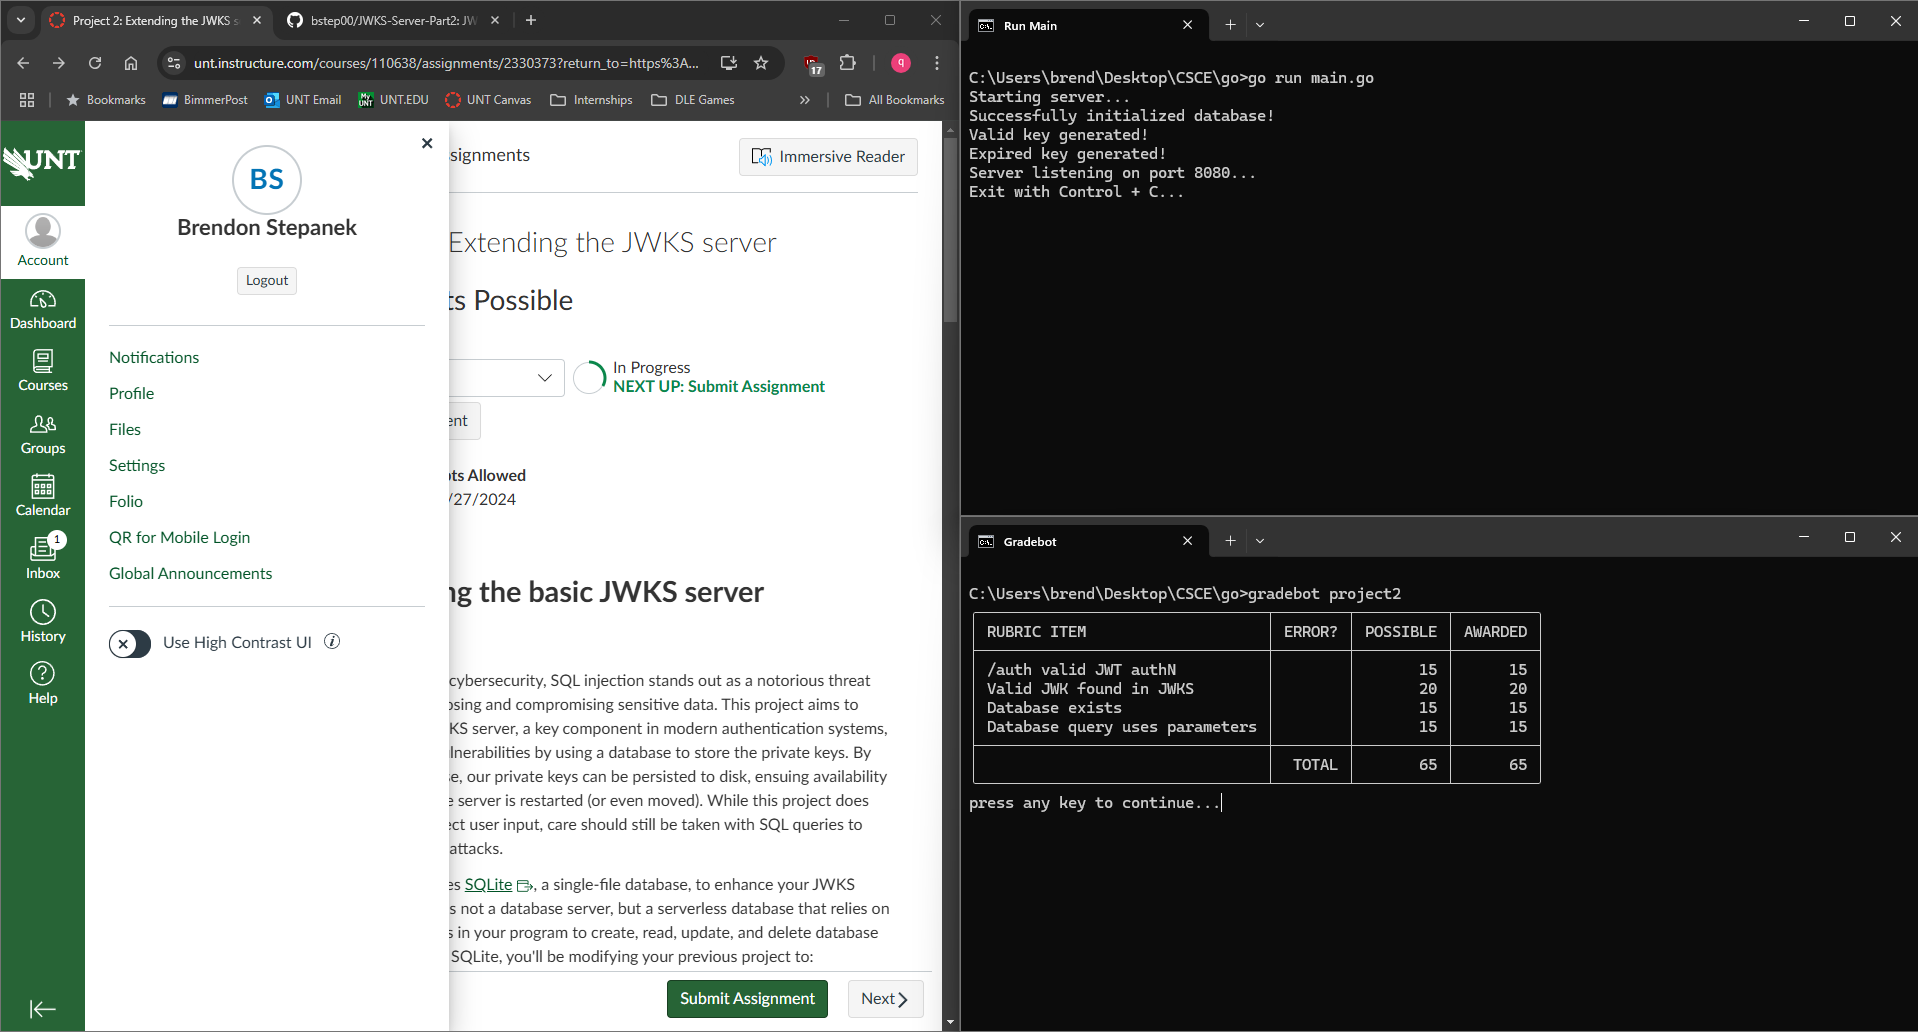 Project 2: Extending the JWKS s
bstep00/JWKS-Server-Part2: JW
unt.instructure.com/courses/110638/assignments/2330373?return_to=https%3A...
17
q
Bookmarks
BimmerPost
UNT Email
UNT.EDU
UNT Canvas
Internships
DLE Games
»
All Bookmarks
UNT
Account
Dashboard
Courses
Groups
Calendar
1
Inbox
History
Help
BS
Brendon Stepanek
Logout
Notifications
Profile
Files
Settings
Folio
QR for Mobile Login
Global Announcements
Use High Contrast UI
signments
Immersive Reader
Extending the JWKS server
ts Possible
In Progress
NEXT UP: Submit Assignment
ent
pts Allowed
/27/2024
ng the basic JWKS server
cybersecurity, SQL injection stands out as a notorious threat
osing and compromising sensitive data. This project aims to
KS server, a key component in modern authentication systems,
lnerabilities by using a database to store the private keys. By
se, our private keys can be persisted to disk, ensuing availability
e server is restarted (or even moved). While this project does
ect user input, care should still be taken with SQL queries to
attacks.
es SQLite, a single-file database, to enhance your JWKS
s not a database server, but a serverless database that relies on
s in your program to create, read, update, and delete database
SQLite, you'll be modifying your previous project to:
Submit Assignment
Next
Run Main
C:\Users\brend\Desktop\CSCE\go>go run main.go
Starting server...
Successfully initialized database!
Valid key generated!
Expired key generated!
Server listening on port 8080...
Exit with Control + C...
Gradebot
C:\Users\brend\Desktop\CSCE\go>gradebot project2
RUBRIC ITEM ERROR? POSSIBLE AWARDED
/auth valid JWT authN 15 15
Valid JWK found in JWKS 20 20
Database exists 15 15
Database query uses parameters 15 15
TOTAL 65 65
press any key to continue...